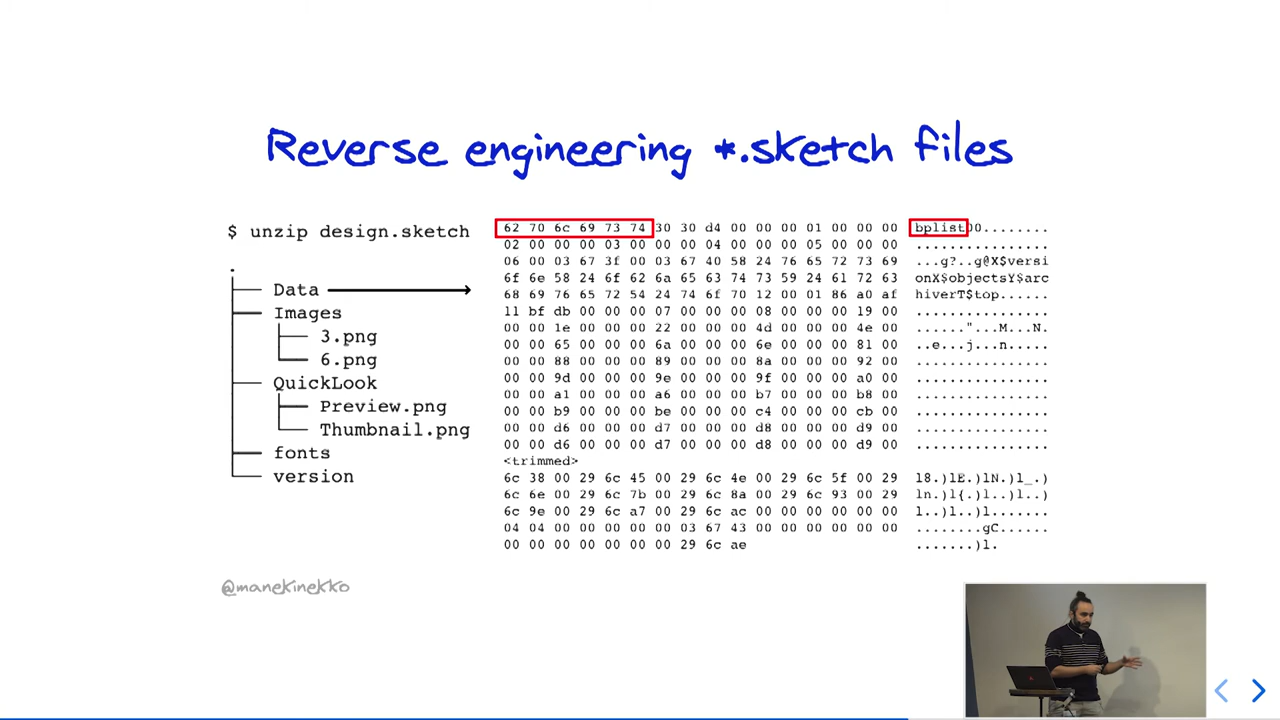 Reverse engineering *.sketch files
$ unzip design.sketch
.
Data
Images
3.png
6.png
QuickLook
Preview.png
Thumbnail.png
fonts
version
62 70 6c 69 73 74 30 30 d4 00 00 00 01 00 00 00 bplist00........
02 00 00 00 03 00 00 00 04 00 00 00 05 00 00 00 ................
06 00 03 67 3f 00 03 67 40 58 24 76 65 72 73 69 ...g?..g@X$versi
6f 6e 58 24 6f 62 6a 65 63 74 73 59 24 61 72 63 onX$objectsY$arc
68 69 76 65 72 54 24 74 6f 70 12 00 01 86 a0 af hiverT$top......
11 bf db 00 00 00 07 00 00 00 08 00 00 00 19 00 ................
00 00 1e 00 00 00 22 00 00 00 4d 00 00 00 4e 00 ......"...M...N.
00 00 65 00 00 00 6a 00 00 00 6e 00 00 00 81 00 ..e...j...n.....
00 00 88 00 00 00 89 00 00 00 8a 00 00 00 92 00 ................
00 00 9d 00 00 00 9e 00 00 00 9f 00 00 00 a0 00 ................
00 00 a1 00 00 00 a6 00 00 00 b7 00 00 00 b8 00 ................
00 00 b9 00 00 00 be 00 00 00 c4 00 00 00 cb 00 ................
00 00 d6 00 00 00 d7 00 00 00 d8 00 00 00 d9 00 ................
00 00 d6 00 00 00 d7 00 00 00 d8 00 00 00 d9 00 ................
<trimmed>
6c 38 00 29 6c 45 00 29 6c 4e 00 29 6c 5f 00 29 l8.)lE.)lN.)l_.)
6c 6e 00 29 6c 7b 00 29 6c 8a 00 29 6c 93 00 29 ln.)l{.)l..)l..)
6c 9e 00 29 6c a7 00 29 6c ac 00 00 00 00 00 00 l..)l..)l.......
04 04 00 00 00 00 00 03 67 43 00 00 00 00 00 00 ........gC......
00 00 00 00 00 00 00 29 6c ae .......)l.
@manekinekko